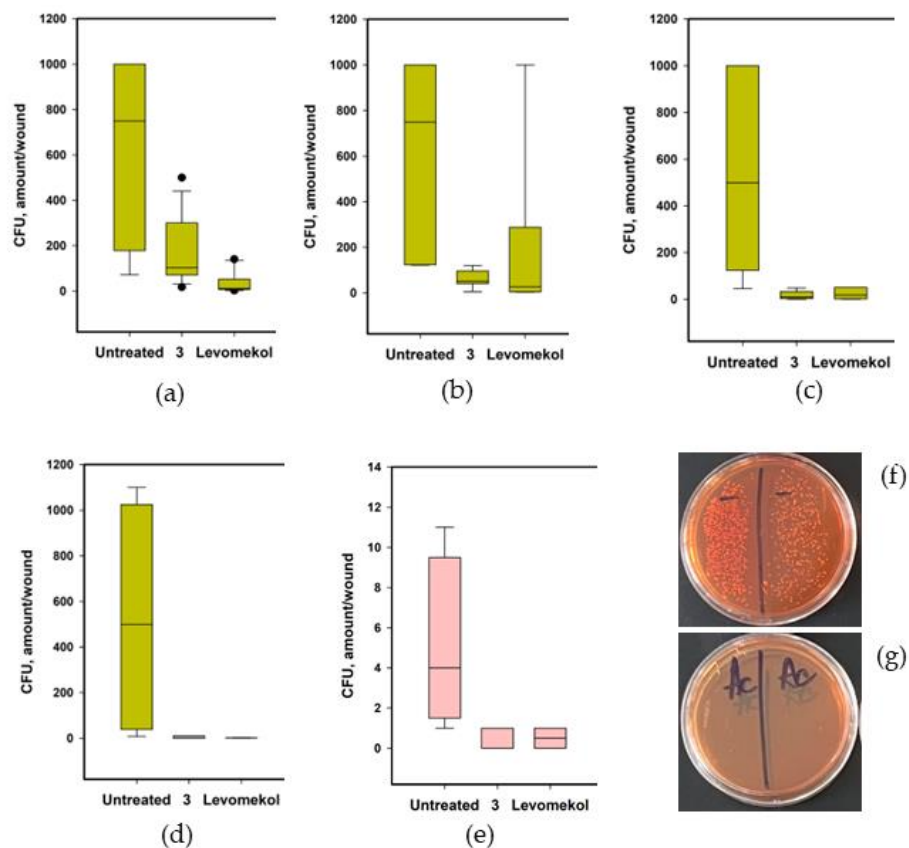 1200
1000
800
600
400
200
0
CFU, amount/wound
Untreated 3 Levomekol
(a)
1200
1000
800
600
400
200
0
CFU, amount/wound
Untreated 3 Levomekol
(b)
1200
1000
800
600
400
200
0
CFU, amount/wound
Untreated 3 Levomekol
(c)
1200
1000
800
600
400
200
0
CFU, amount/wound
Untreated 3 Levomekol
(d)
14
12
10
8
6
4
2
0
CFU, amount/wound
Untreated 3 Levomekol
(e)
(f)
Ac Ac
(g)